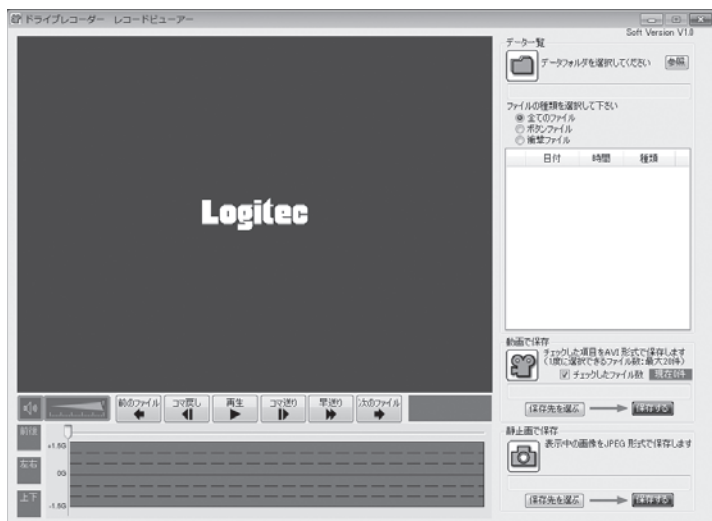 ドライブレコーダー レコードビューアー
Soft Version V1.0
Logitec
データ一覧
データフォルダを選択してください
参照
ファイルの種類を選択して下さい
全てのファイル
ボタンファイル
衝撃ファイル
日付 時間 種類
動画で保存
チェックした項目をAVI 形式で保存します
(1度に選択できるファイル数:最大20件)
チェックしたファイル数 現在0件
保存先を選ぶ 保存する
静止画で保存
表示中の画像をJPEG 形式で保存します
保存先を選ぶ 保存する
前のファイル コマ戻し 再生 コマ送り 早送り 次のファイル
前後
左右
上下
+1.5G
0G
-1.5G